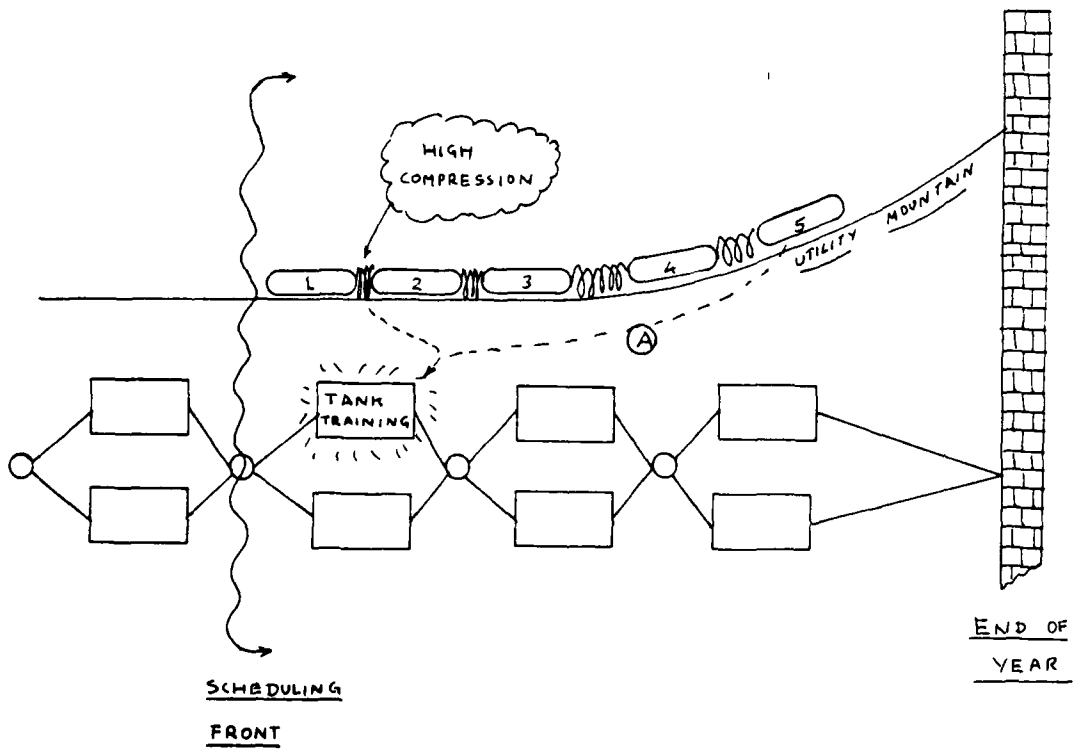 HIGH
COMPRESSION
1 2 3 4 5
UTILITY MOUNTAIN
A
TANK
TRAINING
SCHEDULING
FRONT
END OF
YEAR